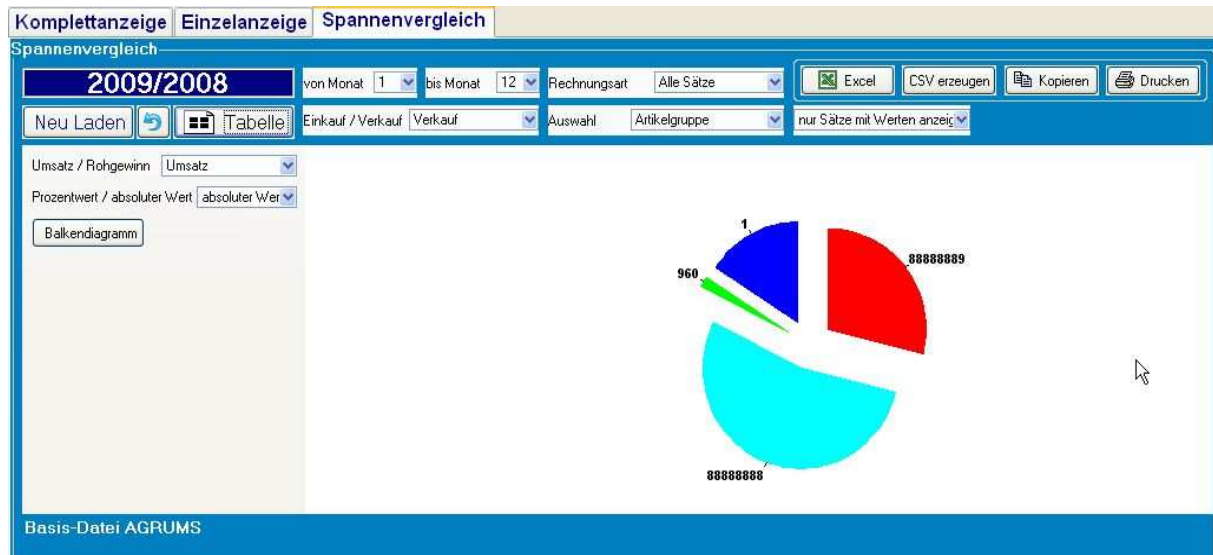 Komplettanzeige Einzelanzeige Spannenvergleich
Spannenvergleich
2009/2008 von Monat 1 bis Monat 12 Rechnungsart Alle Sätze Excel CSV erzeugen Kopieren Drucken
Neu Laden Tabelle Einkauf / Verkauf Verkauf Auswahl Artikelgruppe nur Sätze mit Werten anzeig
Umsatz / Rohgewinn Umsatz
Prozentwert / absoluter Wert absoluter Wer
Balkendiagramm
1
88888889
960
88888888
Basis-Datei AGRUMS